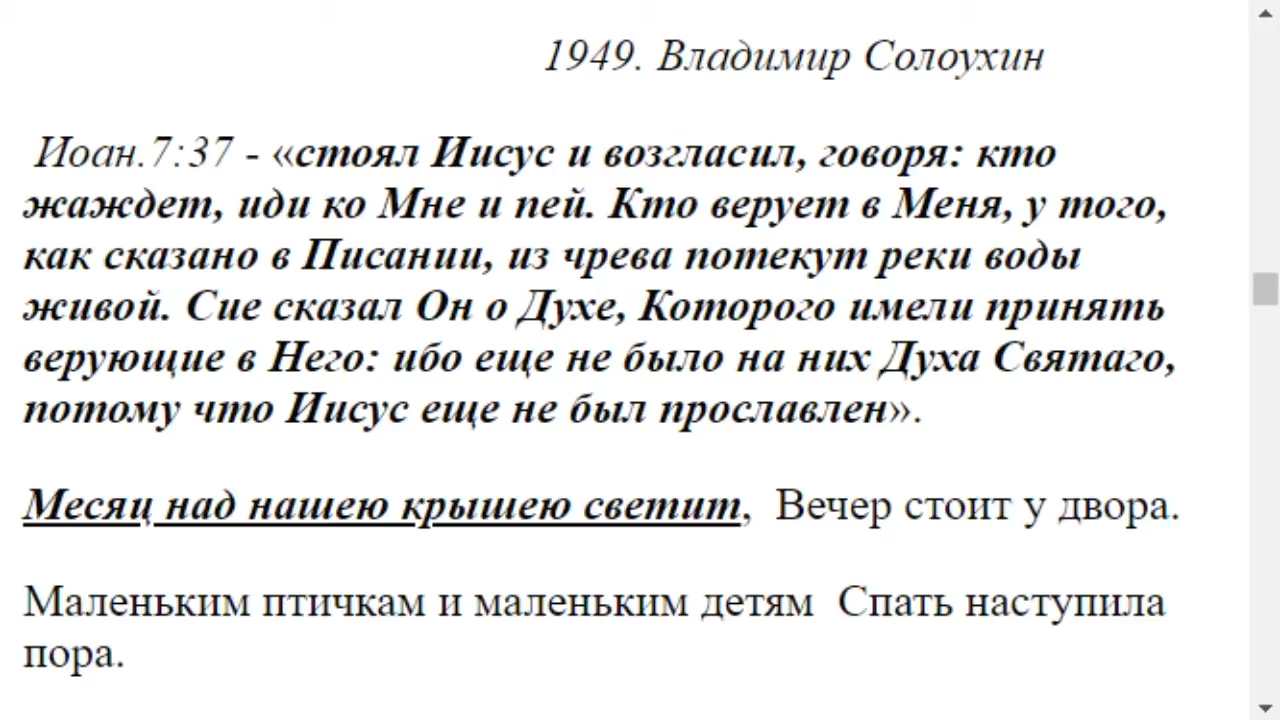 1949. Владимир Солоухин
Иоан.7:37 - «стоял Иисус и возгласил, говоря: кто
жаждет, иди ко Мне и пей. Кто верует в Меня, у того,
как сказано в Писании, из чрева потекут реки воды
живой. Сие сказал Он о Духе, Которого имели принять
верующие в Него: ибо еще не было на них Духа Святаго,
потому что Иисус еще не был прославлен».
Месяц над нашею крышею светит,  Вечер стоит у двора.
Маленьким птичкам и маленьким детям  Спать наступила
пора.